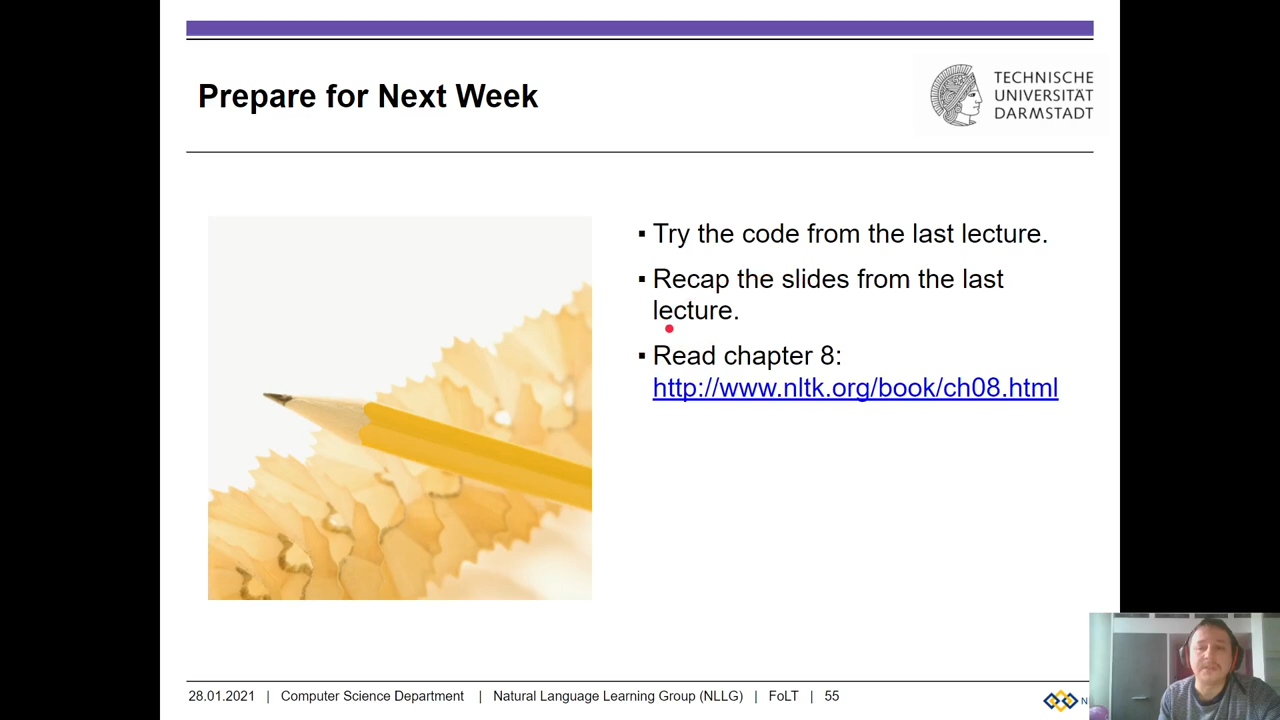 Prepare for Next Week
TECHNISCHE
UNIVERSITÄT
DARMSTADT
▪ Try the code from the last lecture.
▪ Recap the slides from the last
lecture.
▪ Read chapter 8:
http://www.nltk.org/book/ch08.html
28.01.2021 | Computer Science Department | Natural Language Learning Group (NLLG) | FoLT | 55
N